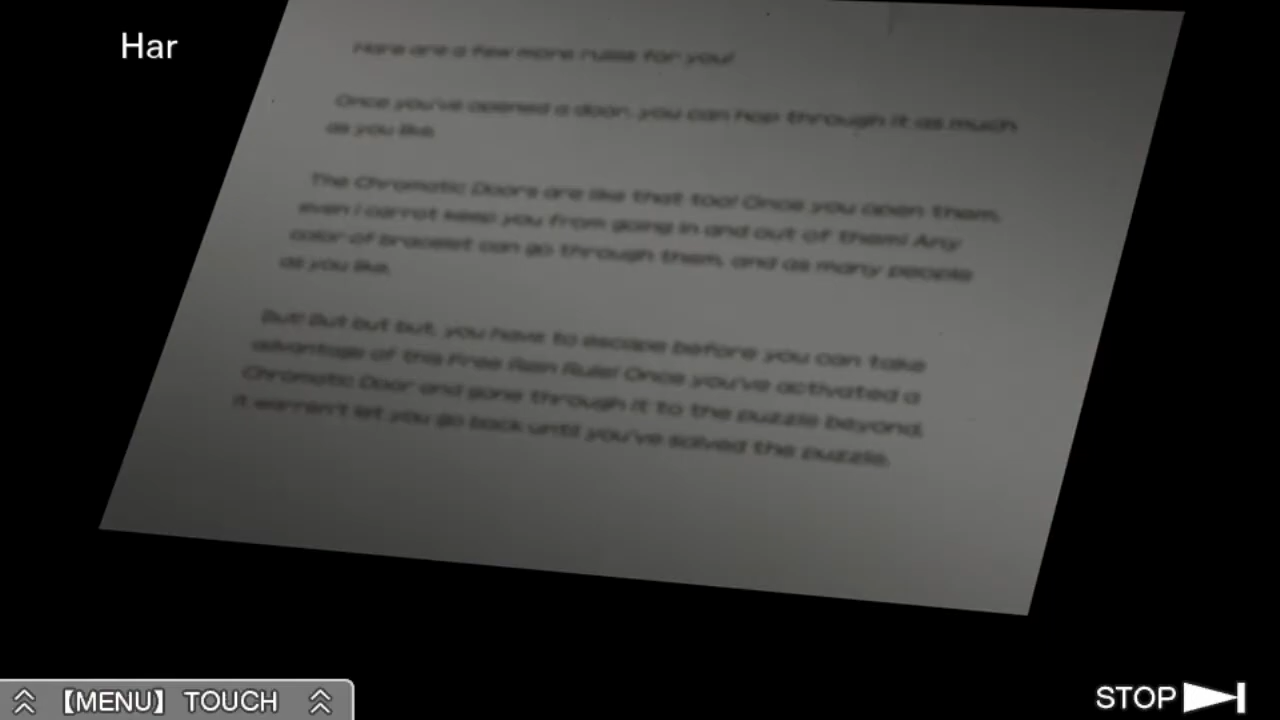 Har
Hare are a few more rules for you!
Once you've opened a door, you can hop through it as much
as you like.
The Chromatic Doors are like that too! Once you open them,
even I carrot keep you from going in and out of them! Any
color of bracelet can go through them, and as many people
as you like.
But! But but but, you have to escape before you can take
advantage of this Free Rein Rule! Once you've activated a
Chromatic Door and gone through it to the puzzle beyond,
it warren't let you go back until you've solved the puzzle.
【MENU】 TOUCH
STOP